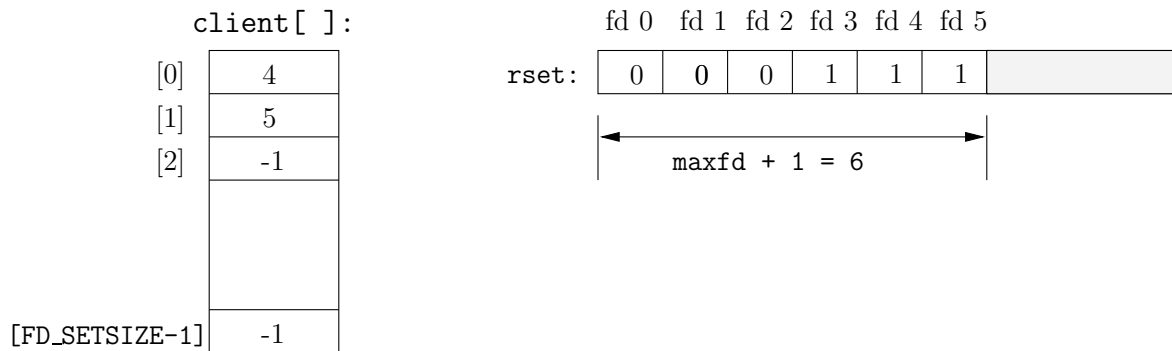 client[ ]:
[0] 4
[1] 5
[2] -1
[FD_SETSIZE-1] -1
fd 0 fd 1 fd 2 fd 3 fd 4 fd 5
rset: 0 0 0 1 1 1
maxfd + 1 = 6